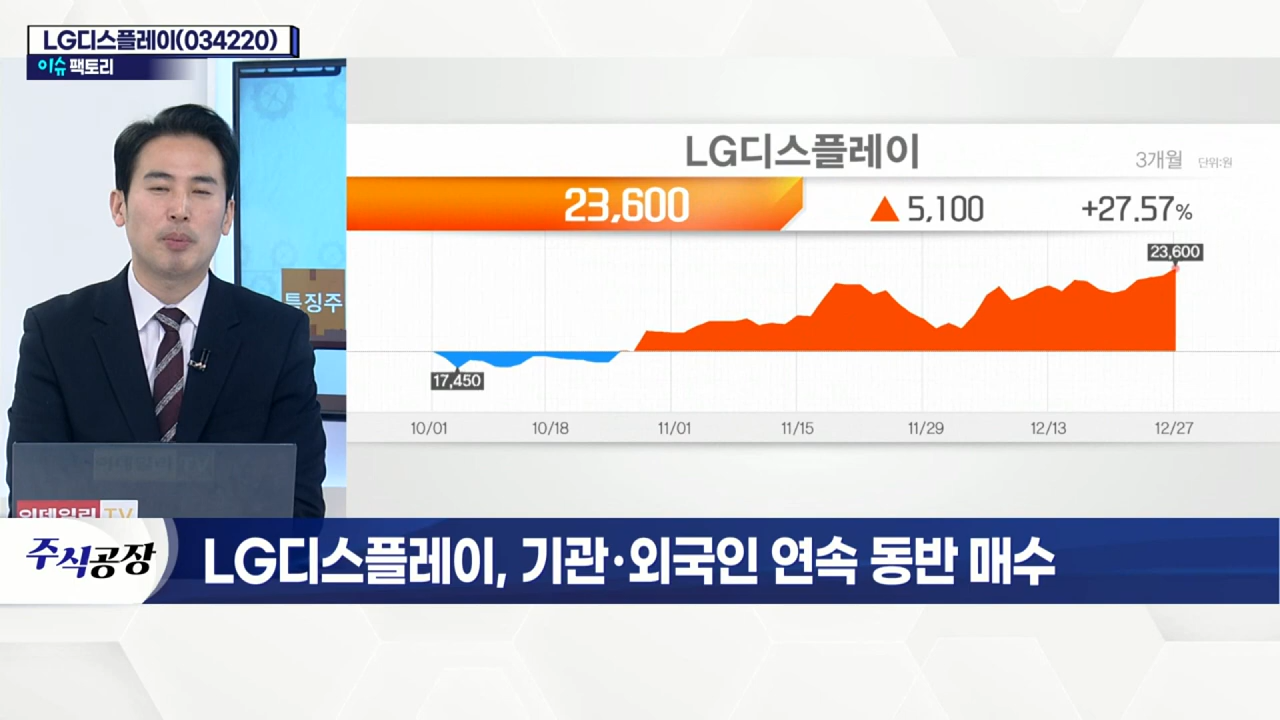 LG디스플레이(034220)
이슈 팩토리
LG디스플레이
3개월 단위:원
23,600 ▲ 5,100 +27.57%
23,600
17,450
10/01 10/18 11/01 11/15 11/29 12/13 12/27
특징주
이데일리 TV
주식공장
LG디스플레이, 기관·외국인 연속 동반 매수